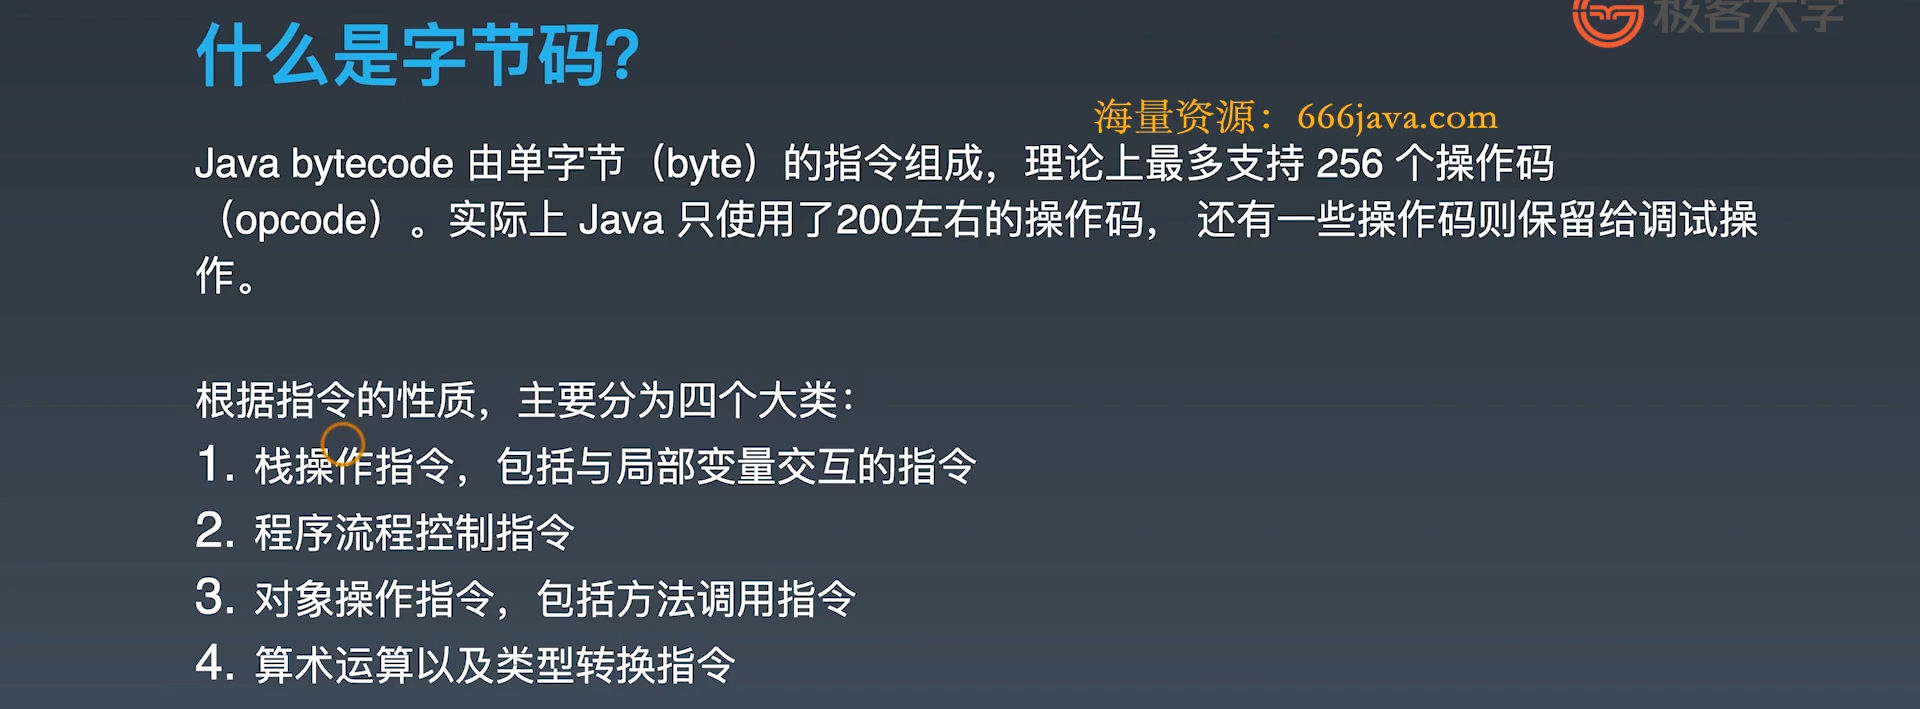 极客大学
什么是字节码?
海量资源：666java.com
Java bytecode 由单字节（byte）的指令组成，理论上最多支持 256 个操作码
（opcode）。实际上 Java 只使用了200左右的操作码， 还有一些操作码则保留给调试操
作。
根据指令的性质，主要分为四个大类：
1. 栈操作指令，包括与局部变量交互的指令
2. 程序流程控制指令
3. 对象操作指令，包括方法调用指令
4. 算术运算以及类型转换指令